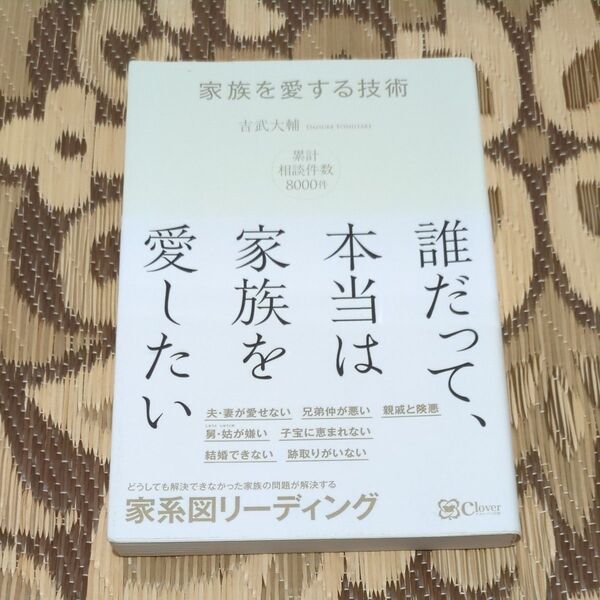 家族を愛する技術
吉武大輔 DAISUKE YOSHITAKE
累計
相談件数
8000件
誰だって、
本当は
家族を
愛したい
夫・妻が愛せない 兄弟仲が悪い 親戚と険悪
舅・姑が嫌い 子宝に恵まれない
結婚できない 跡取りがいない
どうしても解決できなかった家族の問題が解決する
家系図リーディング
Clover